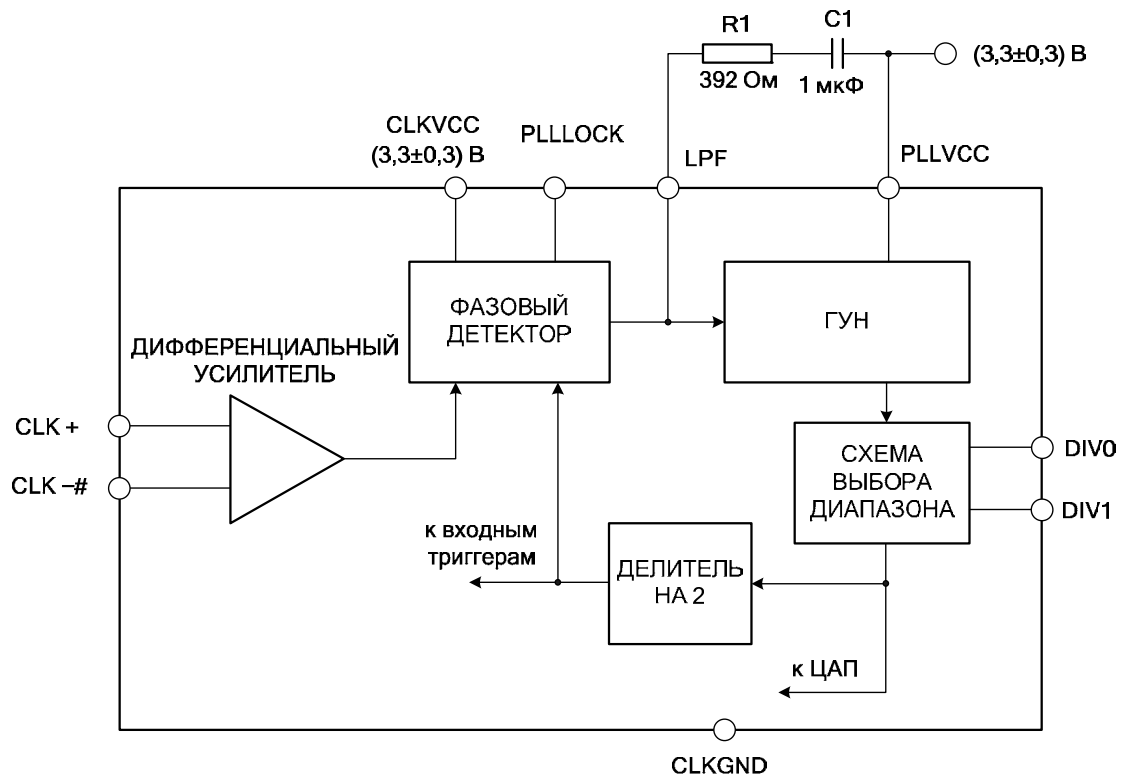 R1
C1
(3,3±0,3) В
392 Ом
1 мкФ
CLKVCC
(3,3±0,3) В
PLLLOCK
LPF
PLLVCC
ФАЗОВЫЙ
ДЕТЕКТОР
ГУН
ДИФФЕРЕНЦИАЛЬНЫЙ
УСИЛИТЕЛЬ
CLK +
CLK –#
СХЕМА
ВЫБОРА
ДИАПАЗОНА
DIV0
DIV1
к входным
триггерам
ДЕЛИТЕЛЬ
НА 2
к ЦАП
CLKGND